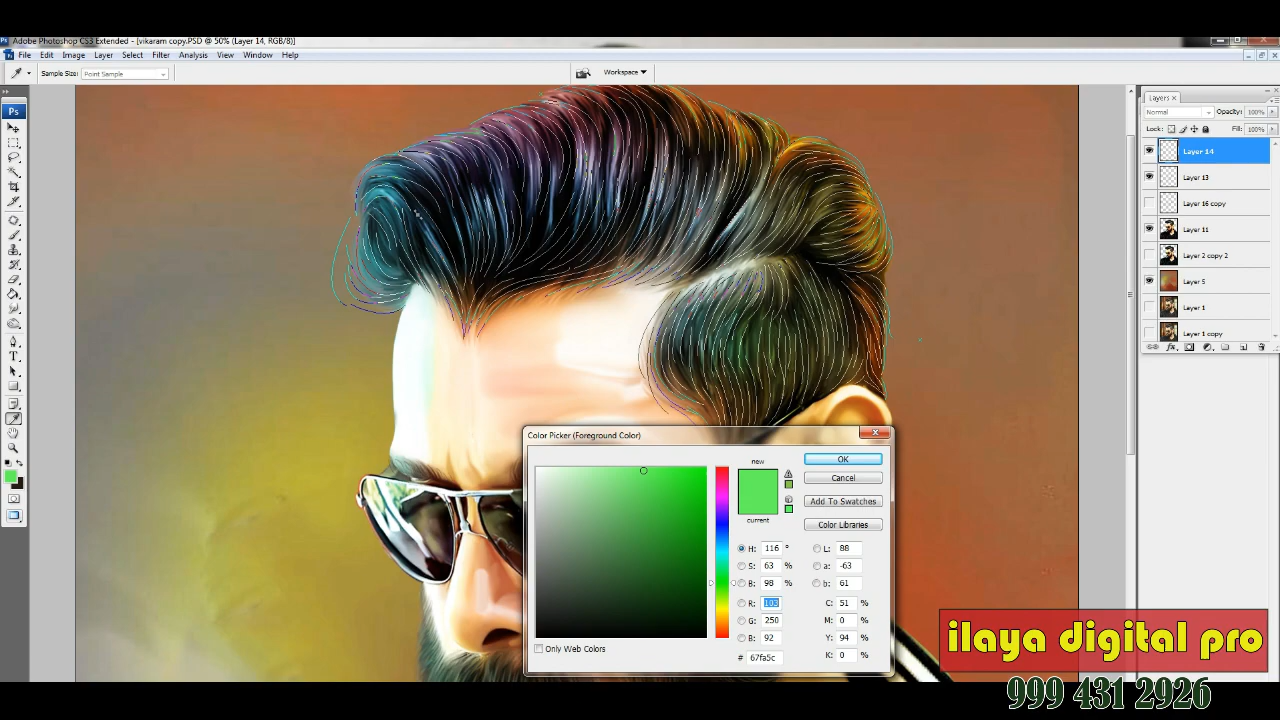 Adobe Photoshop CS3 Extended - [vikaram copy.PSD @ 50% (Layer 14, RGB/8)]
File Edit Image Layer Select Filter Analysis View Window Help
Sample Size: Point Sample Workspace
Ps
Layers
Normal Opacity: 100%
Lock: Fill: 100%
Layer 14
Layer 13
Layer 16 copy
Layer 11
Layer 2 copy 2
Layer 5
Layer 1
Layer 1 copy
Color Picker (Foreground Color)
new
current
OK
Cancel
Add To Swatches
Color Libraries
H: 116 ° L: 88
S: 63 % a: -63
B: 98 % b: 61
R: 103 C: 51 %
G: 250 M: 0 %
B: 92 Y: 94 %
# 67fa5c K: 0 %
Only Web Colors
ilaya digital pro
999 431 2926